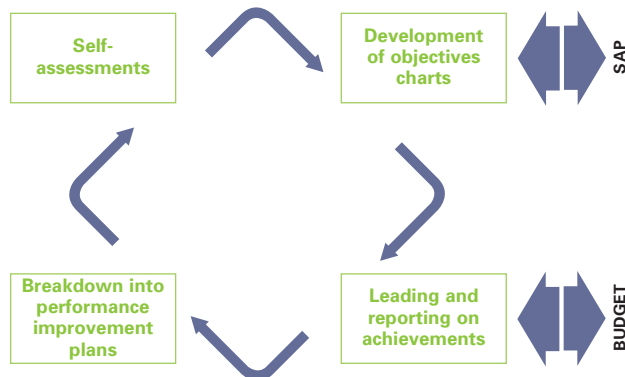 Self-
assessments
Development
of objectives
charts
SAP
Breakdown into
performance
improvement
plans
Leading and
reporting on
achievements
BUDGET